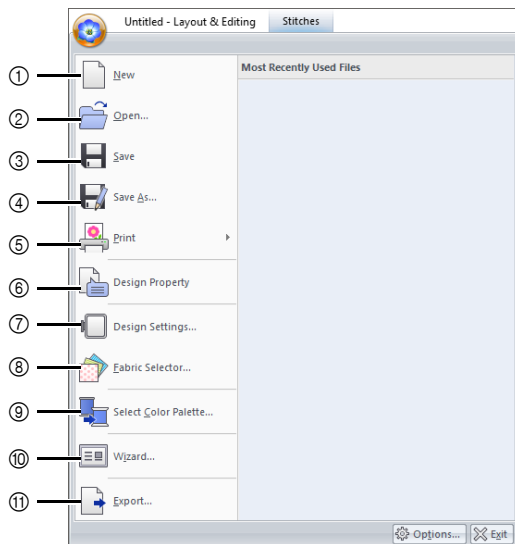 Untitled - Layout & Editing Stitches
Most Recently Used Files
① New
② Open...
③ Save
④ Save As...
⑤ Print
⑥ Design Property
⑦ Design Settings...
⑧ Fabric Selector...
⑨ Select Color Palette...
⑩ Wizard...
⑪ Export...
Options... Exit